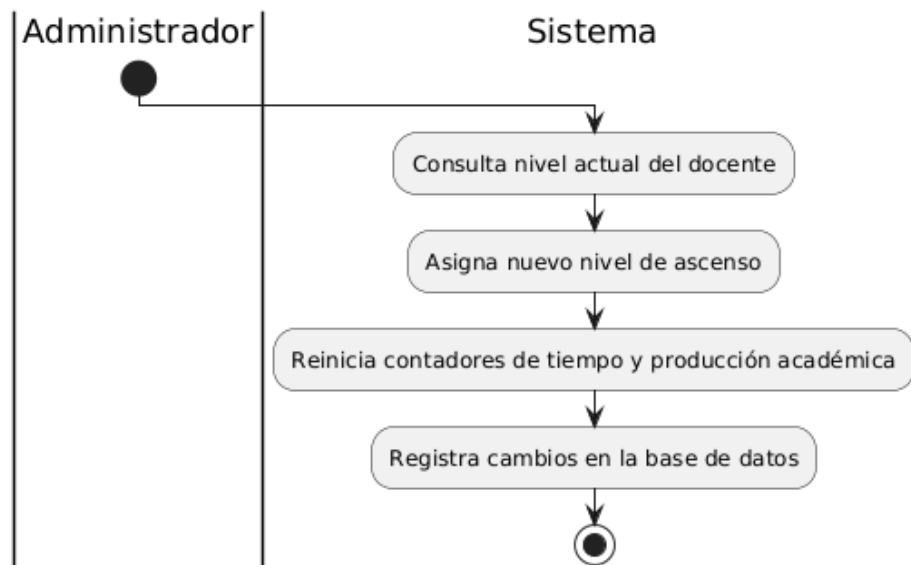 Administrador
Sistema
Consulta nivel actual del docente
Asigna nuevo nivel de ascenso
Reinicia contadores de tiempo y producción académica
Registra cambios en la base de datos